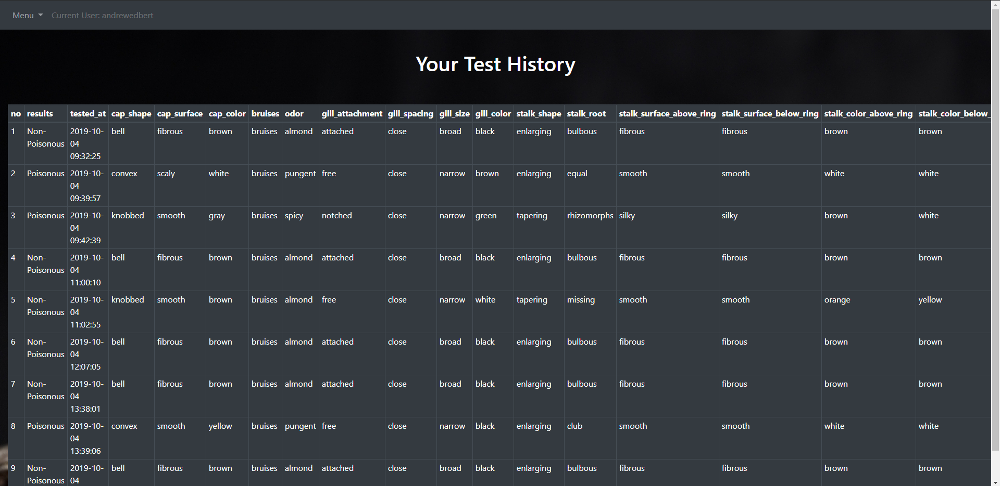 Menu Current User: andrewedbert
Your Test History
no results tested_at cap_shape cap_surface cap_color bruises odor gill_attachment gill_spacing gill_size gill_color stalk_shape stalk_root stalk_surface_above_ring stalk_surface_below_ring stalk_color_above_ring stalk_color_below_
1 Non- 2019-10- bell fibrous brown bruises almond attached close broad black enlarging bulbous fibrous fibrous brown brown
Poisonous 04
09:32:25
2 Poisonous 2019-10- convex scaly white bruises pungent free close narrow brown enlarging equal smooth smooth white white
04
09:39:57
3 Poisonous 2019-10- knobbed smooth gray bruises spicy notched close narrow green tapering rhizomorphs silky silky brown white
04
09:42:39
4 Non- 2019-10- bell fibrous brown bruises almond attached close broad black enlarging bulbous fibrous fibrous brown brown
Poisonous 04
11:00:10
5 Non- 2019-10- knobbed smooth brown bruises almond free close narrow white tapering missing smooth smooth orange yellow
Poisonous 04
11:02:55
6 Non- 2019-10- bell fibrous brown bruises almond attached close broad black enlarging bulbous fibrous fibrous brown brown
Poisonous 04
12:07:05
7 Non- 2019-10- bell fibrous brown bruises almond attached close broad black enlarging bulbous fibrous fibrous brown brown
Poisonous 04
13:38:01
8 Poisonous 2019-10- convex smooth yellow bruises pungent free close narrow black enlarging club smooth smooth white white
04
13:39:06
9 Non- 2019-10- bell fibrous brown bruises almond attached close broad black enlarging bulbous fibrous fibrous brown brown
Poisonous 04